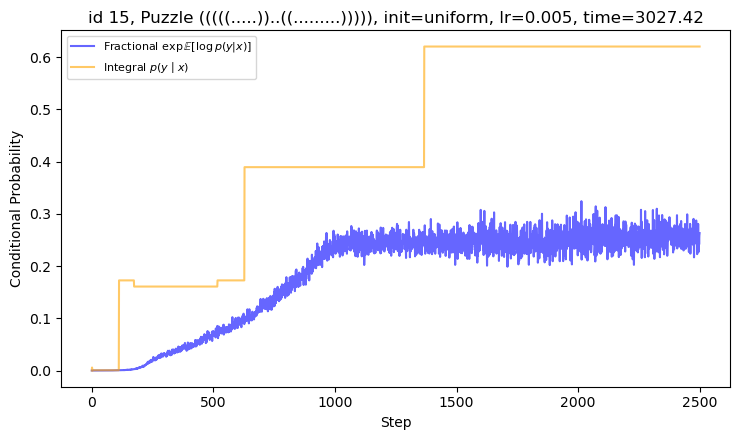 id 15, Puzzle (((((.....))..((.........))))), init=uniform, lr=0.005, time=3027.42
Fractional exp𝔼[log p(y|x)]
Integral p(y | x)
Conditional Probability
0.6
0.5
0.4
0.3
0.2
0.1
0.0
0
500
1000
1500
2000
2500
Step